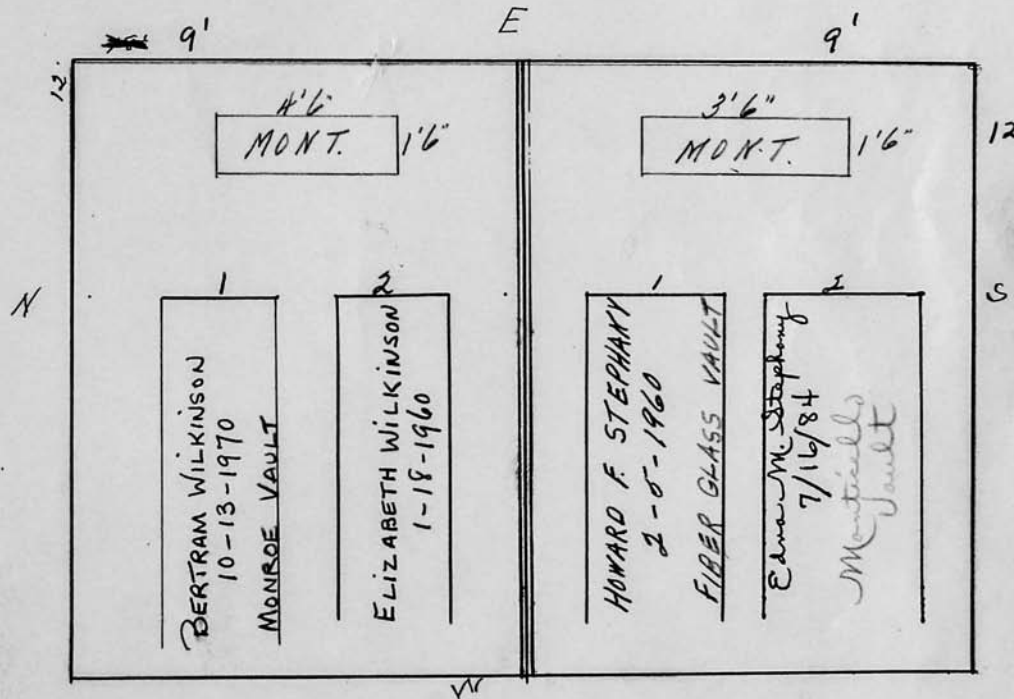 9'
E
9'
12
4'6"
MONT.
1'6"
3'6"
MON.T.
1'6"
12
N
1
BERTRAM WILKINSON
10-13-1970
MONROE VAULT
2
ELIZABETH WILKINSON
1-18-1960
1
HOWARD F. STEPHANY
2-5-1960
FIBER GLASS VAULT
2
Edna M. Stephany
7/16/84
Monticello
Vault
S
W